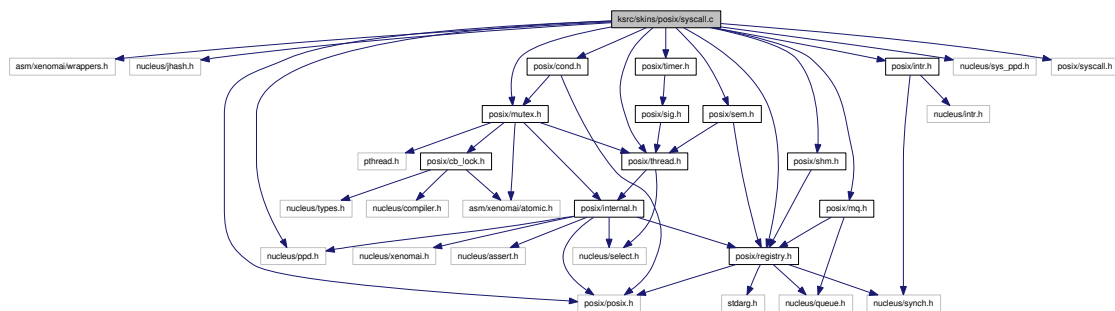 ksrc/skins/posix/syscall.c
asm/xenomai/wrappers.h
nucleus/jhash.h
posix/cond.h
posix/timer.h
posix/intr.h
nucleus/sys_ppd.h
posix/syscall.h
posix/mutex.h
posix/sig.h
posix/sem.h
nucleus/intr.h
pthread.h
posix/cb_lock.h
posix/thread.h
posix/shm.h
nucleus/types.h
nucleus/compiler.h
asm/xenomai/atomic.h
posix/internal.h
posix/mq.h
nucleus/ppd.h
nucleus/xenomai.h
nucleus/assert.h
nucleus/select.h
posix/registry.h
posix/posix.h
stdarg.h
nucleus/queue.h
nucleus/synch.h